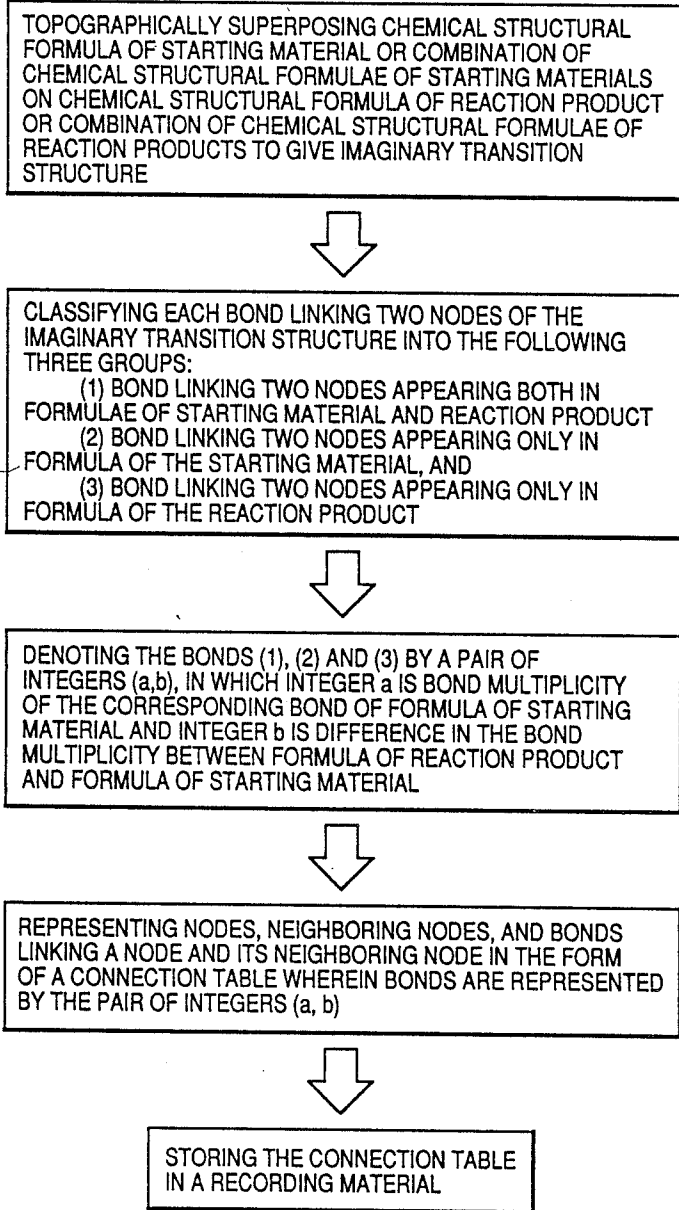 TOPOGRAPHICALLY SUPERPOSING CHEMICAL STRUCTURAL
FORMULA OF STARTING MATERIAL OR COMBINATION OF
CHEMICAL STRUCTURAL FORMULAE OF STARTING MATERIALS
ON CHEMICAL STRUCTURAL FORMULA OF REACTION PRODUCT
OR COMBINATION OF CHEMICAL STRUCTURAL FORMULAE OF
REACTION PRODUCTS TO GIVE IMAGINARY TRANSITION
STRUCTURE
CLASSIFYING EACH BOND LINKING TWO NODES OF THE
IMAGINARY TRANSITION STRUCTURE INTO THE FOLLOWING
THREE GROUPS:
(1) BOND LINKING TWO NODES APPEARING BOTH IN
FORMULAE OF STARTING MATERIAL AND REACTION PRODUCT
(2) BOND LINKING TWO NODES APPEARING ONLY IN
FORMULA OF THE STARTING MATERIAL, AND
(3) BOND LINKING TWO NODES APPEARING ONLY IN
FORMULA OF THE REACTION PRODUCT
DENOTING THE BONDS (1), (2) AND (3) BY A PAIR OF
INTEGERS (a,b), IN WHICH INTEGER a IS BOND MULTIPLICITY
OF THE CORRESPONDING BOND OF FORMULA OF STARTING
MATERIAL AND INTEGER b IS DIFFERENCE IN THE BOND
MULTIPLICITY BETWEEN FORMULA OF REACTION PRODUCT
AND FORMULA OF STARTING MATERIAL
REPRESENTING NODES, NEIGHBORING NODES, AND BONDS
LINKING A NODE AND ITS NEIGHBORING NODE IN THE FORM
OF A CONNECTION TABLE WHEREIN BONDS ARE REPRESENTED
BY THE PAIR OF INTEGERS (a, b)
STORING THE CONNECTION TABLE
IN A RECORDING MATERIAL